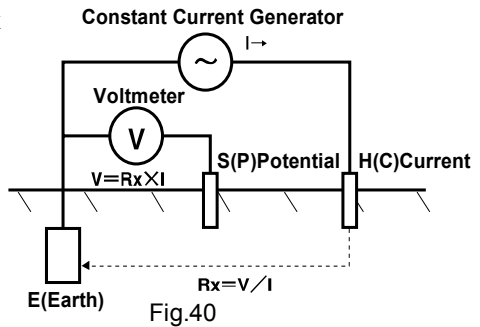 Constant Current Generator
I→
~
Voltmeter
V
S(P)Potential
H(C)Current
V=Rx×I
Rx=V/I
E(Earth)
Fig.40